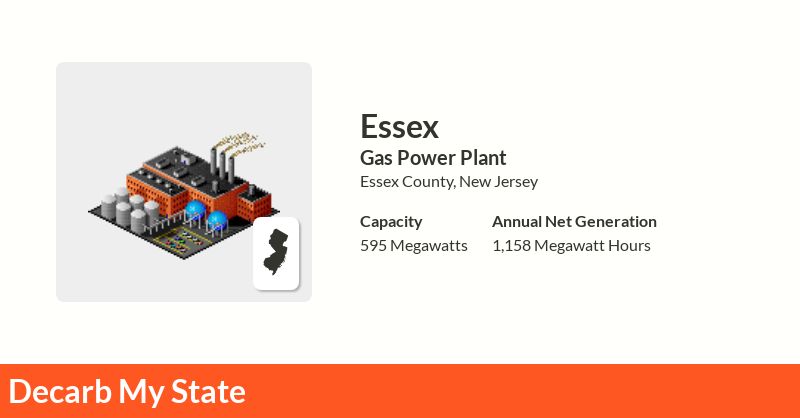 Essex
Gas Power Plant
Essex County, New Jersey
Capacity
595 Megawatts
Annual Net Generation
1,158 Megawatt Hours
Decarb My State